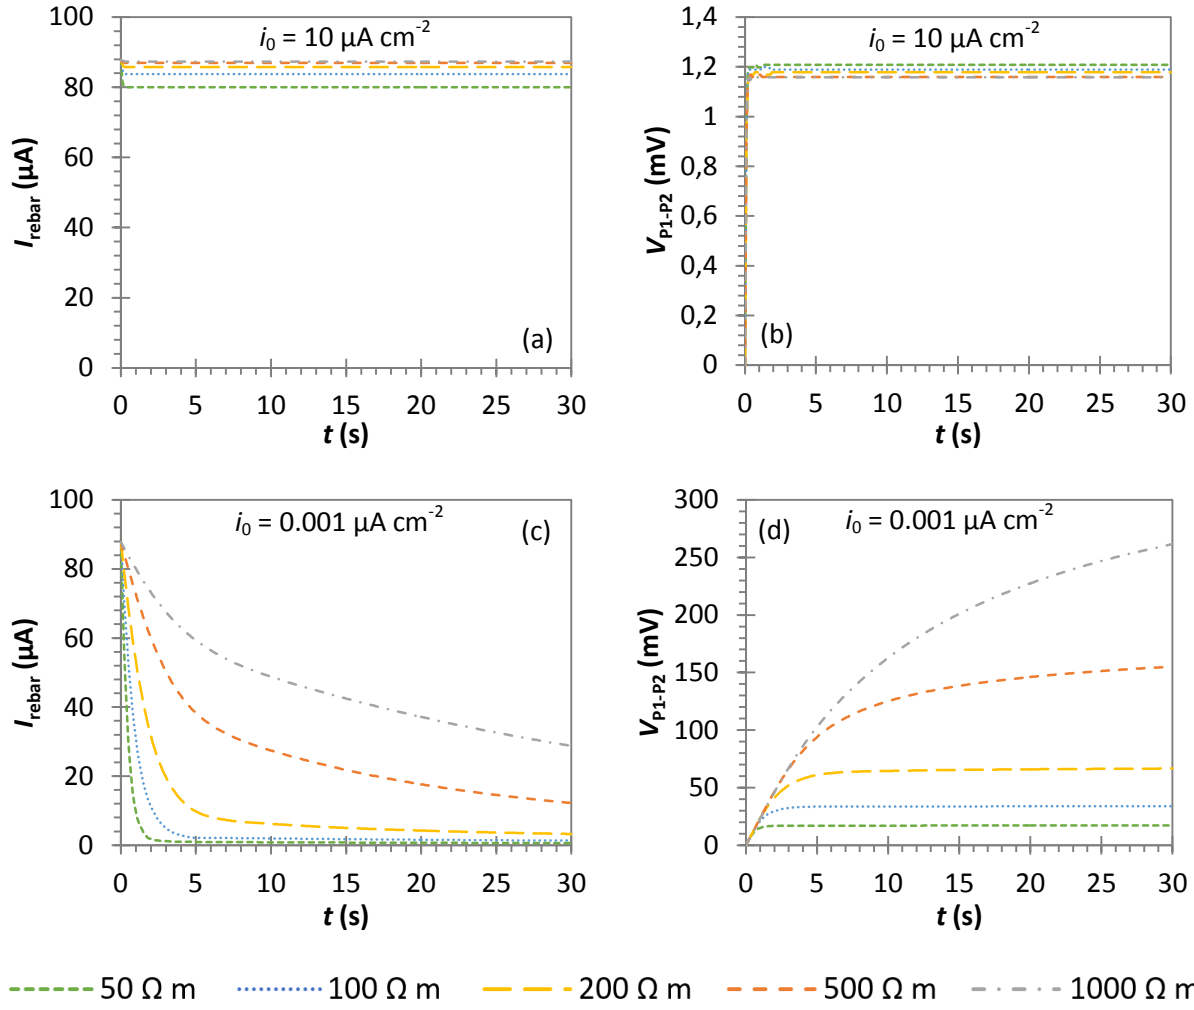 i₀ = 10 µA cm⁻²
100
80
60
40
20
0
I rebar (µA)
(a)
0 5 10 15 20 25 30
t (s)
i₀ = 10 µA cm⁻²
1,4
1,2
1
0,8
0,6
0,4
0,2
0
V P1-P2 (mV)
(b)
0 5 10 15 20 25 30
t (s)
i₀ = 0.001 µA cm⁻²
(c)
100
80
60
40
20
0
I rebar (µA)
0 5 10 15 20 25 30
t (s)
(d)
i₀ = 0.001 µA cm⁻²
300
250
200
150
100
50
0
V P1-P2 (mV)
0 5 10 15 20 25 30
t (s)
50 Ω m 100 Ω m 200 Ω m 500 Ω m 1000 Ω m